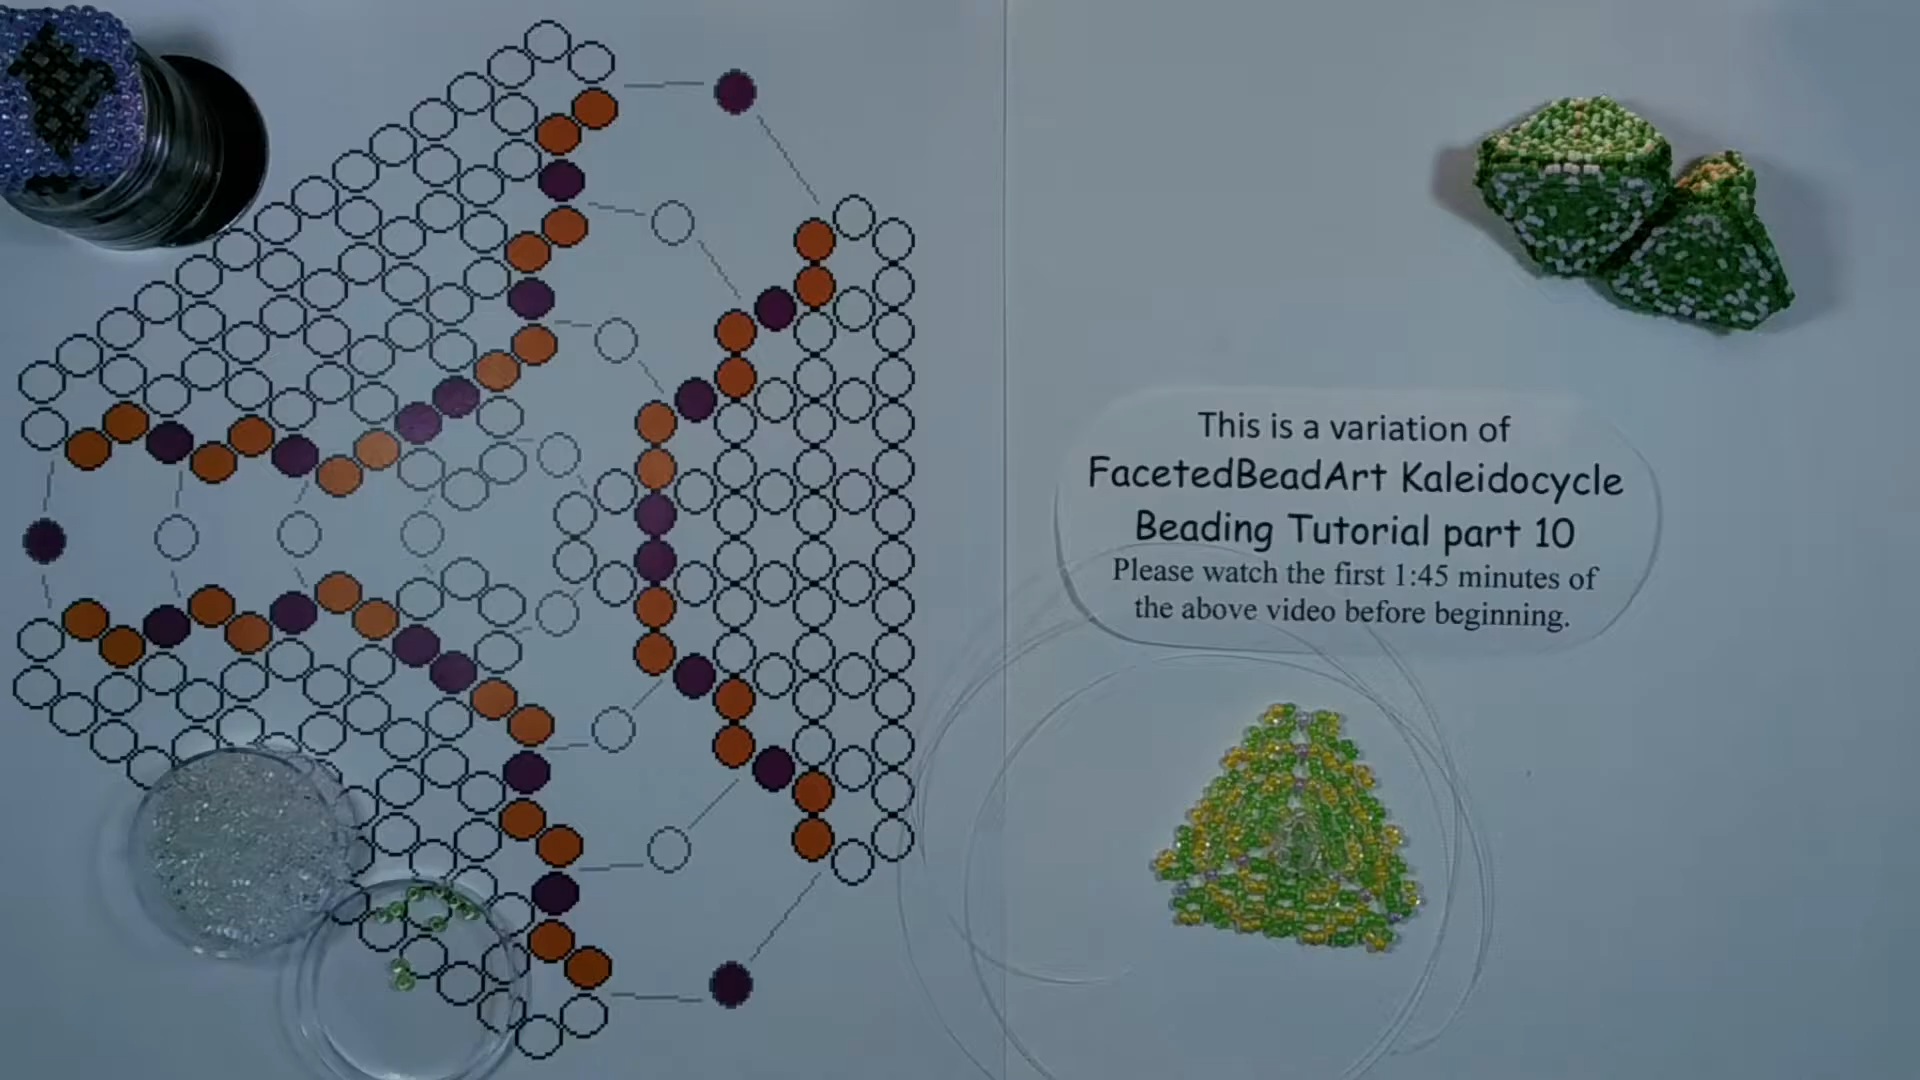 This is a variation of
FacetedBeadArt Kaleidocycle
Beading Tutorial part 10
Please watch the first 1:45 minutes of
the above video before beginning.